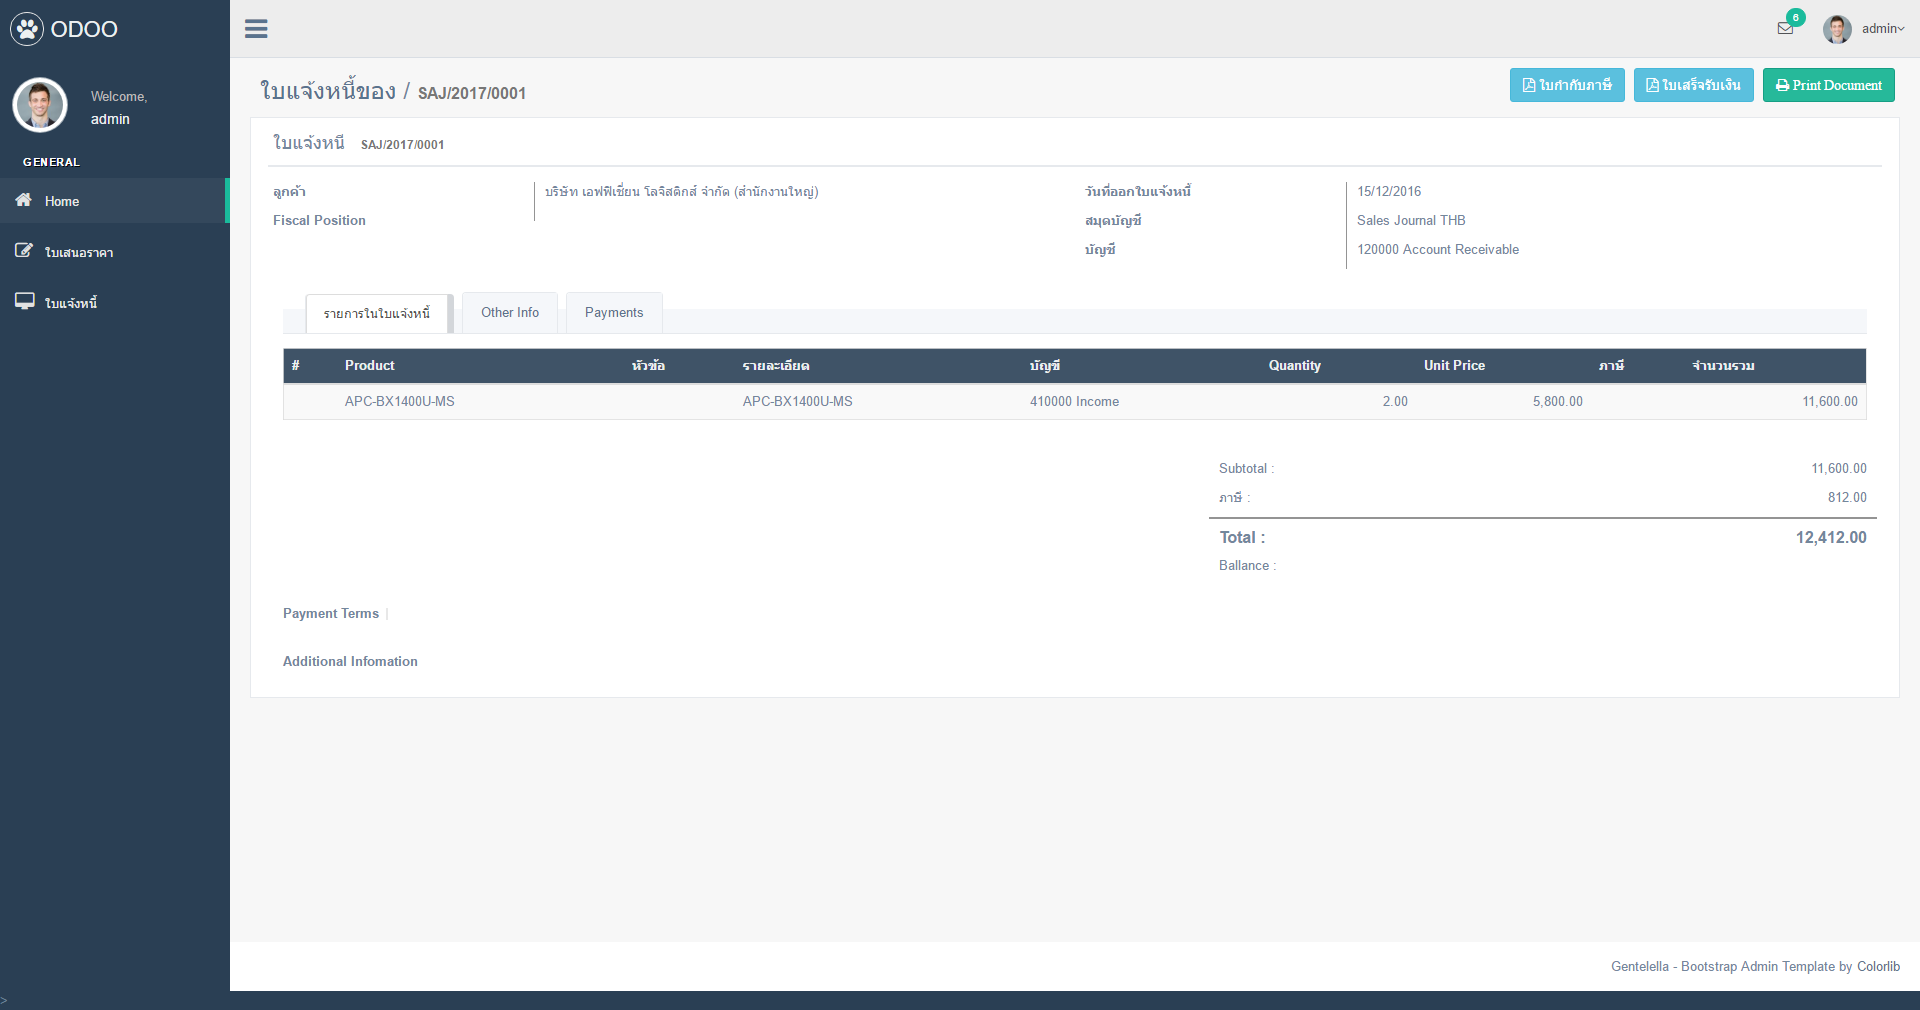 ODOO
6
admin
Welcome,
admin
GENERAL
Home
ใบเสนอราคา
ใบแจ้งหนี้
ใบแจ้งหนี้ของ / SAJ/2017/0001
ใบกำกับภาษี
ใบเสร็จรับเงิน
Print Document
ใบแจ้งหนี้ SAJ/2017/0001
ลูกค้า บริษัท เอฟฟีเชี่ยน โลจิสติกส์ จำกัด (สำนักงานใหญ่)
Fiscal Position
วันที่ออกใบแจ้งหนี้ 15/12/2016
สมุดบัญชี Sales Journal THB
บัญชี 120000 Account Receivable
รายการในใบแจ้งหนี้ Other Info Payments
# Product หัวข้อ รายละเอียด บัญชี Quantity Unit Price ภาษี จำนวนรวม
APC-BX1400U-MS APC-BX1400U-MS 410000 Income 2.00 5,800.00 11,600.00
Subtotal : 11,600.00
ภาษี : 812.00
Total : 12,412.00
Ballance :
Payment Terms
Additional Infomation
Gentelella - Bootstrap Admin Template by Colorlib
>